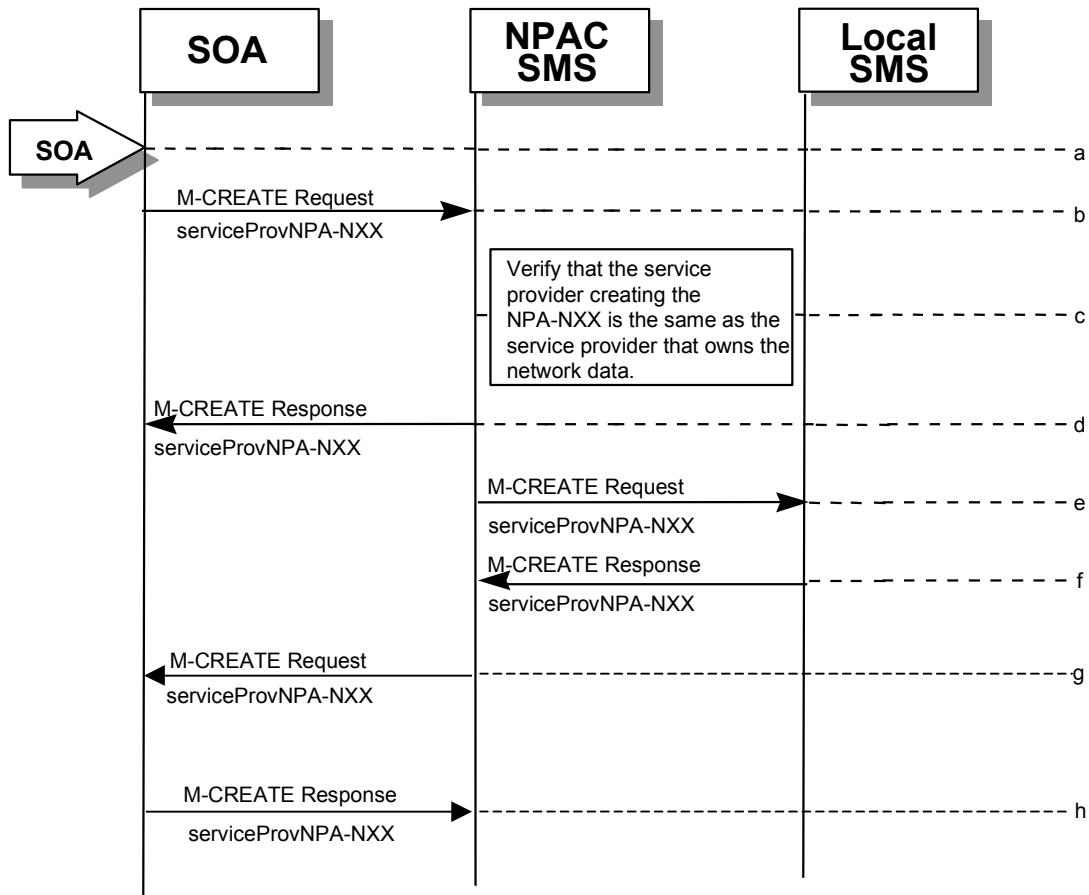 SOA
NPAC
SMS
Local
SMS
SOA
a
M-CREATE Request
b
serviceProvNPA-NXX
Verify that the service
provider creating the
NPA-NXX is the same as the
service provider that owns the
network data.
c
M-CREATE Response
d
serviceProvNPA-NXX
M-CREATE Request
e
serviceProvNPA-NXX
M-CREATE Response
f
serviceProvNPA-NXX
M-CREATE Request
g
serviceProvNPA-NXX
M-CREATE Response
h
serviceProvNPA-NXX